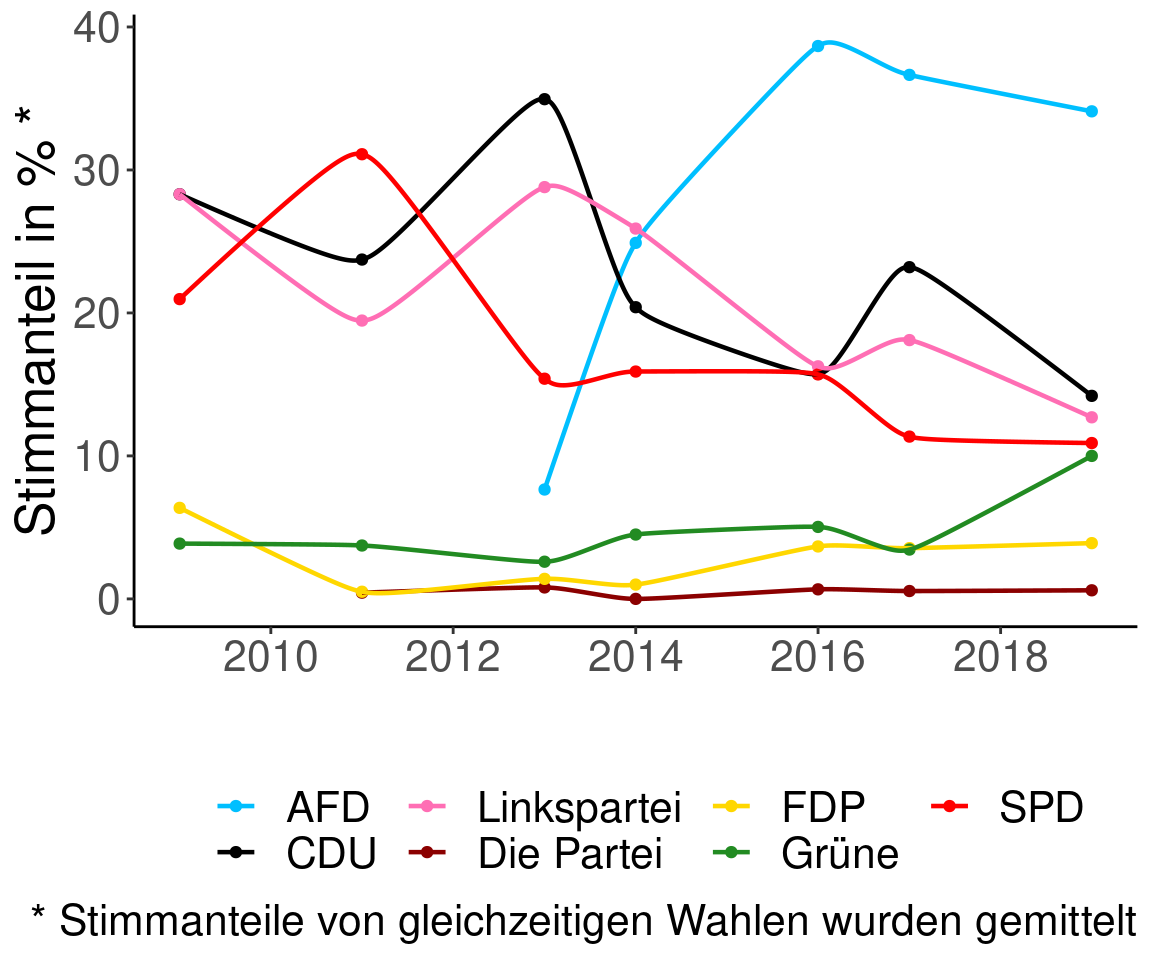 Stimmanteil in % *
40
30
20
10
0
2010 2012 2014 2016 2018
AFD Linkspartei FDP SPD
CDU Die Partei Grüne
* Stimmanteile von gleichzeitigen Wahlen wurden gemittelt